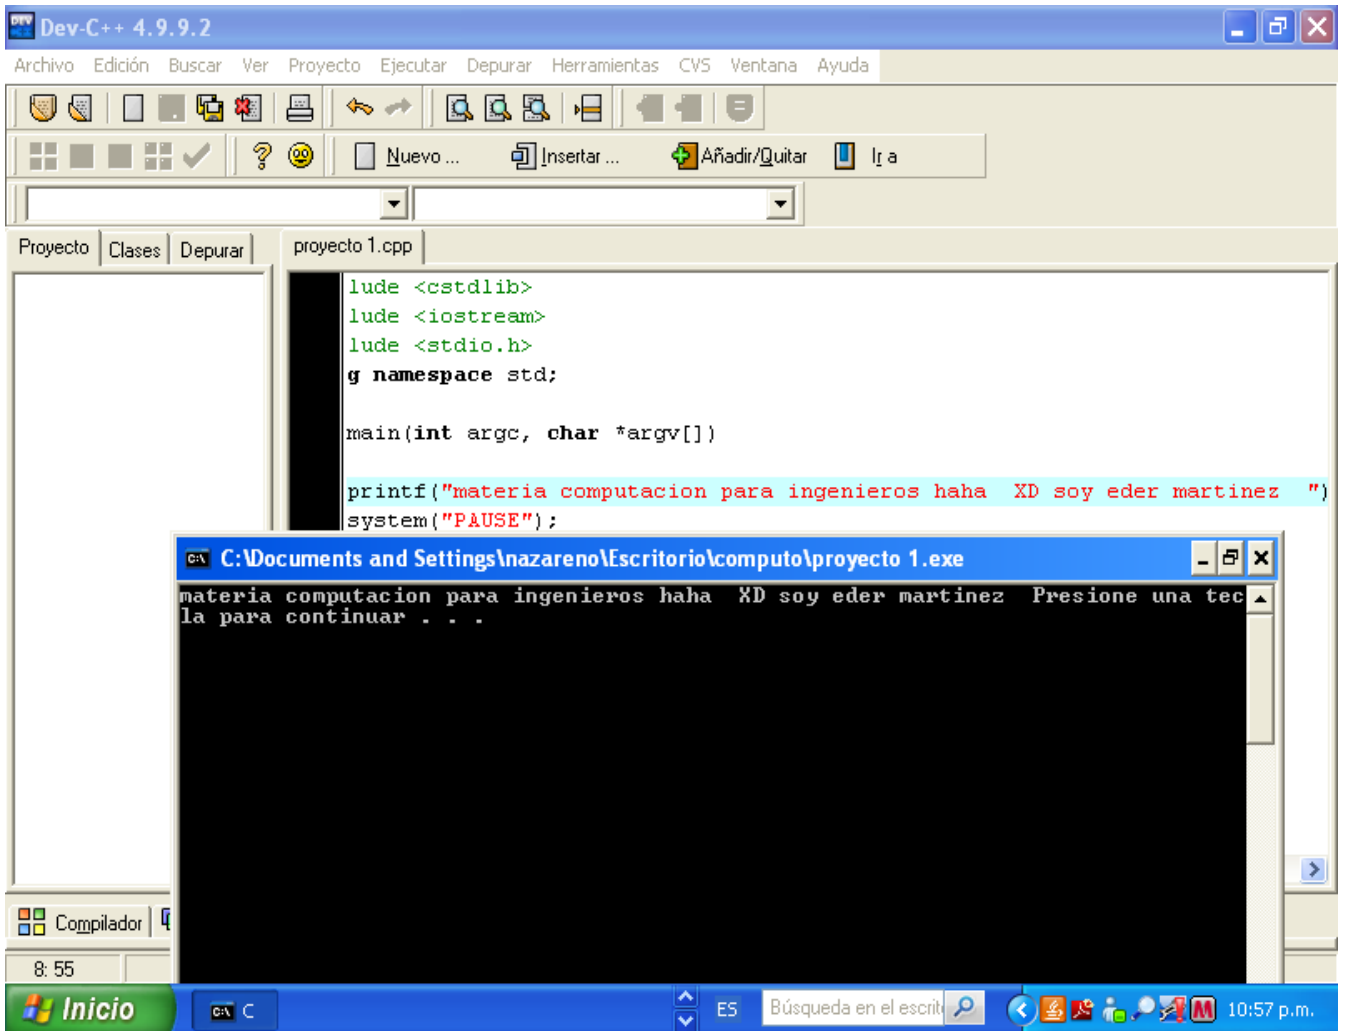 Dev-C++ 4.9.9.2
Archivo Edición Buscar Ver Proyecto Ejecutar Depurar Herramientas CVS Ventana Ayuda
Nuevo ... Insertar ... Añadir/Quitar Ir a
Proyecto Clases Depurar proyecto 1.cpp
lude <cstdlib>
lude <iostream>
lude <stdio.h>
g namespace std;
main(int argc, char *argv[])
printf("materia computacion para ingenieros haha  XD soy eder martinez  ")
system("PAUSE");
C:\Documents and Settings\nazareno\Escritorio\computo\proyecto 1.exe
materia computacion para ingenieros haha  XD soy eder martinez  Presione una tec
la para continuar . . .
Compilador
8: 55
Inicio C ES Búsqueda en el escrit 10:57 p.m.